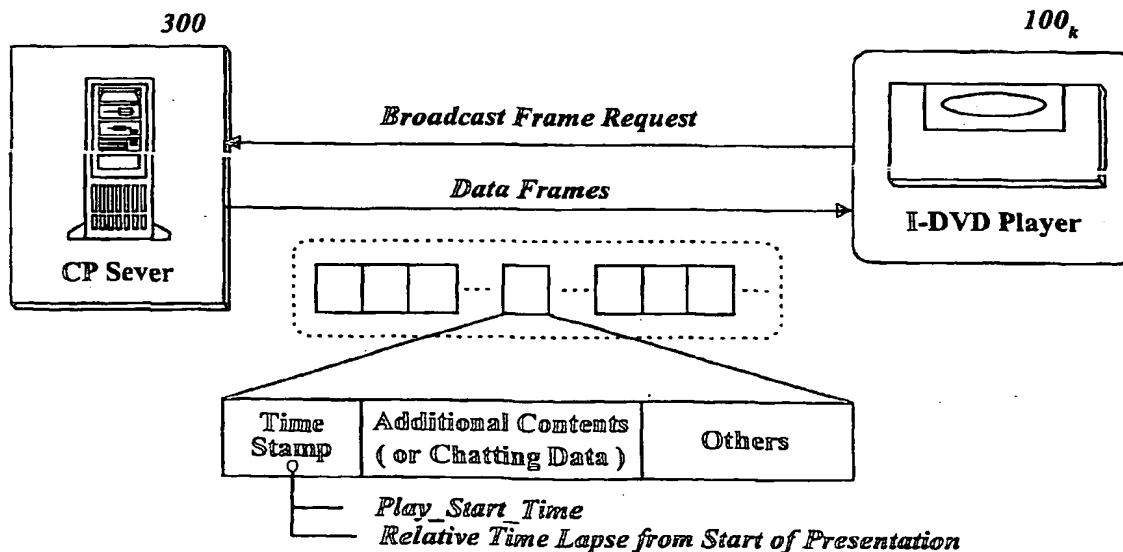 300
100k
Broadcast Frame Request
Data Frames
CP Sever
I-DVD Player
Time
Stamp
Additional Contents
( or Chatting Data )
Others
Play_Start_Time
Relative Time Lapse from Start of Presentation